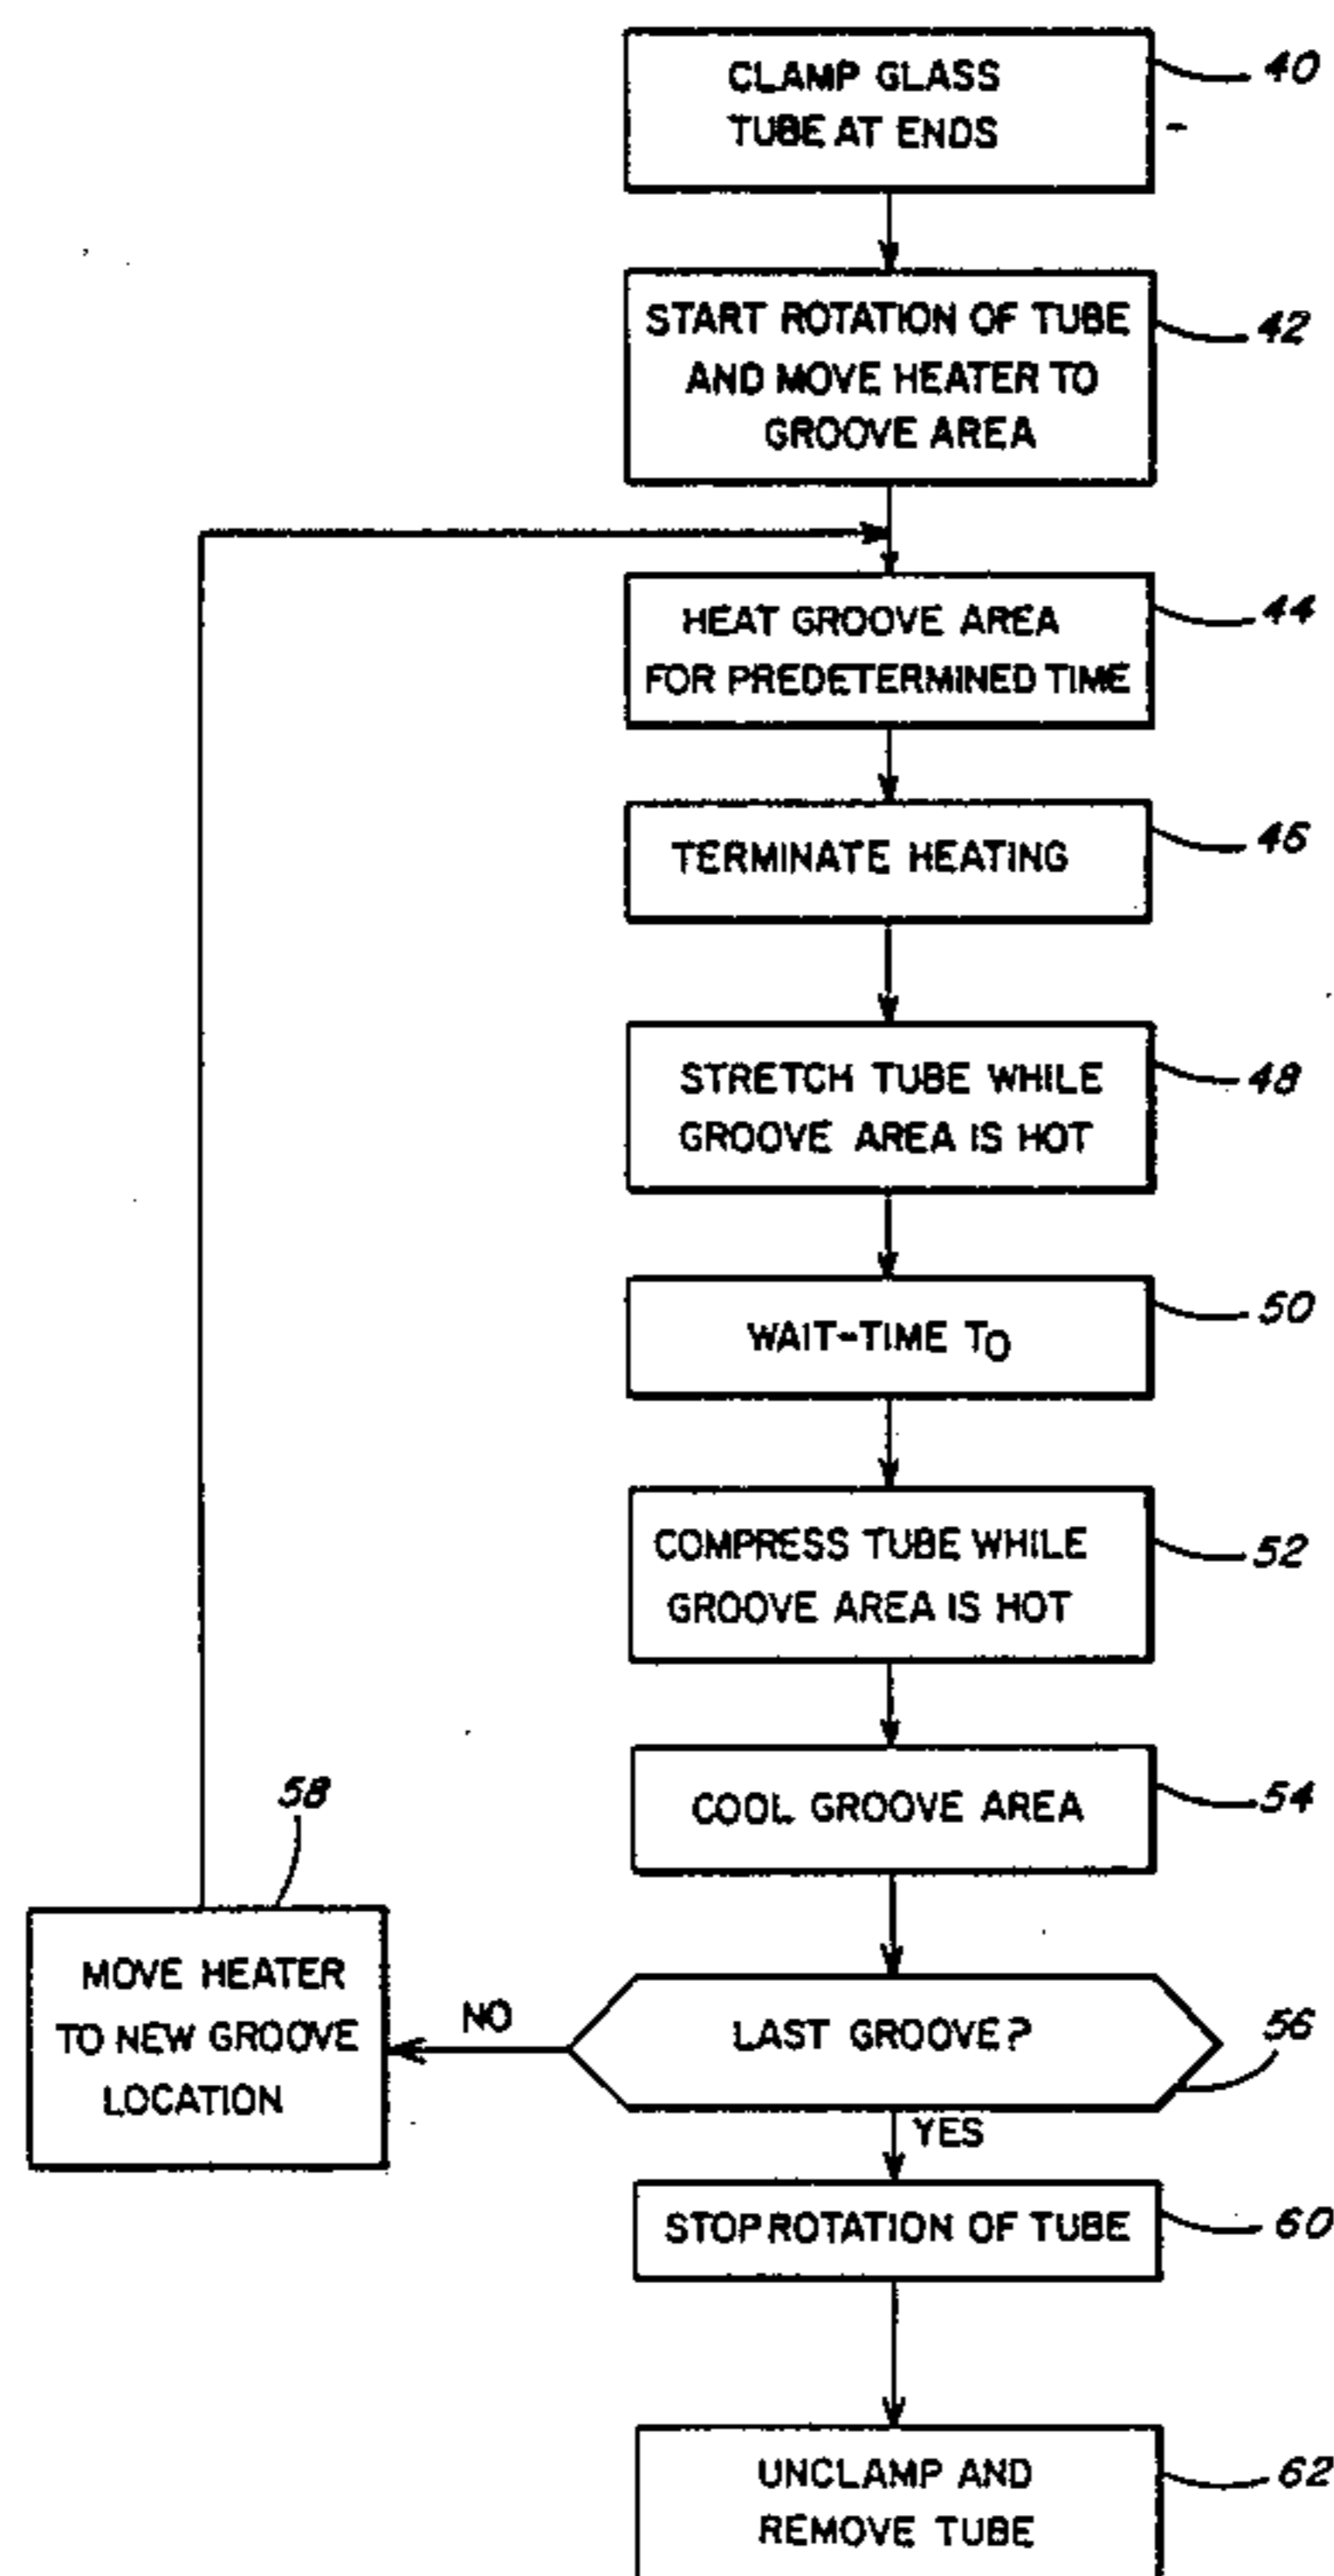 CLAMP GLASS
TUBE AT ENDS
40
START ROTATION OF TUBE
AND MOVE HEATER TO
GROOVE AREA
42
HEAT GROOVE AREA
FOR PREDETERMINED TIME
44
TERMINATE HEATING
46
STRETCH TUBE WHILE
GROOVE AREA IS HOT
48
WAIT-TIME TO
50
COMPRESS TUBE WHILE
GROOVE AREA IS HOT
52
COOL GROOVE AREA
54
LAST GROOVE?
56
NO
58
MOVE HEATER
TO NEW GROOVE
LOCATION
YES
STOP ROTATION OF TUBE
60
UNCLAMP AND
REMOVE TUBE
62